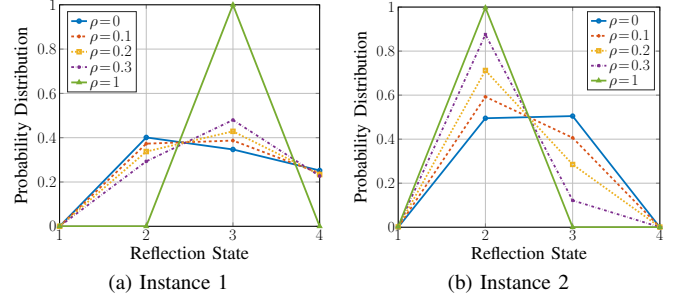 1
0.8
0.6
0.4
0.2
0
1
2
3
4
Probability Distribution
Reflection State
ρ=0
ρ=0.1
ρ=0.2
ρ=0.3
ρ=1
(a) Instance 1
1
0.8
0.6
0.4
0.2
0
1
2
3
4
Probability Distribution
Reflection State
ρ=0
ρ=0.1
ρ=0.2
ρ=0.3
ρ=1
(b) Instance 2